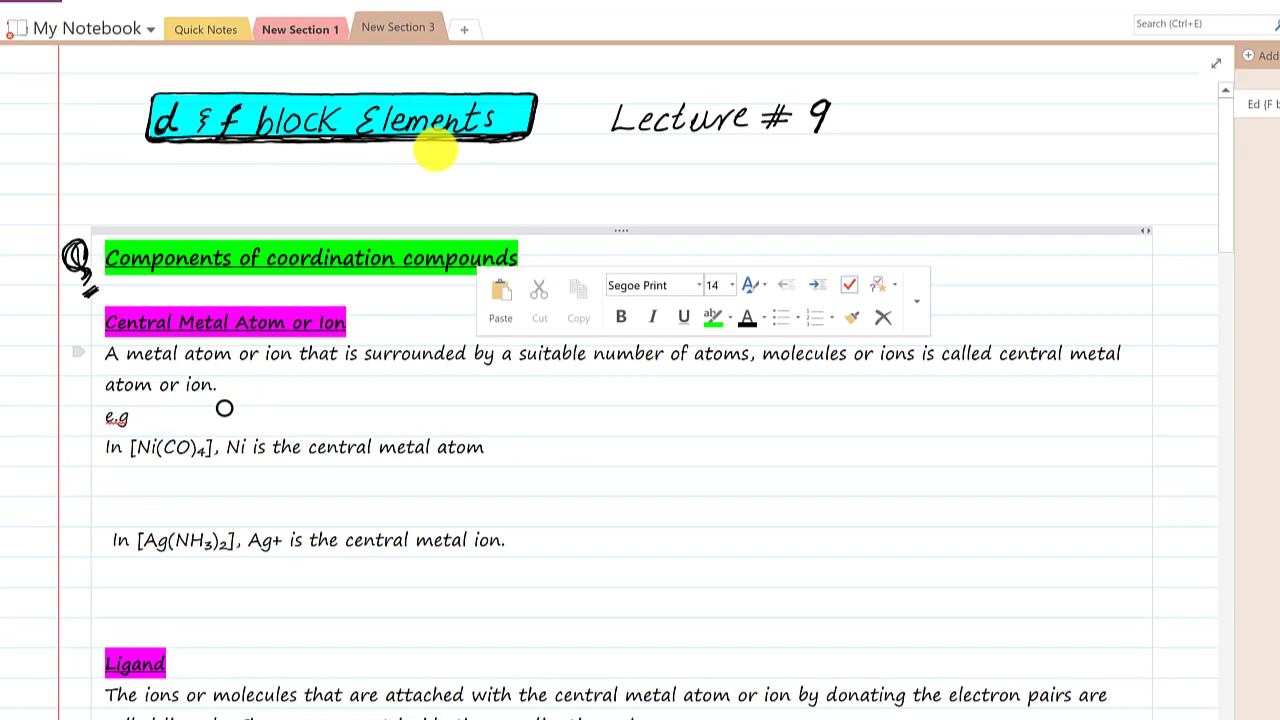 My Notebook
Quick Notes
New Section 1
New Section 3
Search (Ctrl+E)
Add
d & f block Elements
Lecture # 9
Ed {F b
Q
Components of coordination compounds
Segoe Print
14
Paste
Cut
Copy
B I U ab A
Central Metal Atom or Ion
A metal atom or ion that is surrounded by a suitable number of atoms, molecules or ions is called central metal
atom or ion.
e.g
In [Ni(CO)₄], Ni is the central metal atom
In [Ag(NH₃)₂], Ag+ is the central metal ion.
Ligand
The ions or molecules that are attached with the central metal atom or ion by donating the electron pairs are